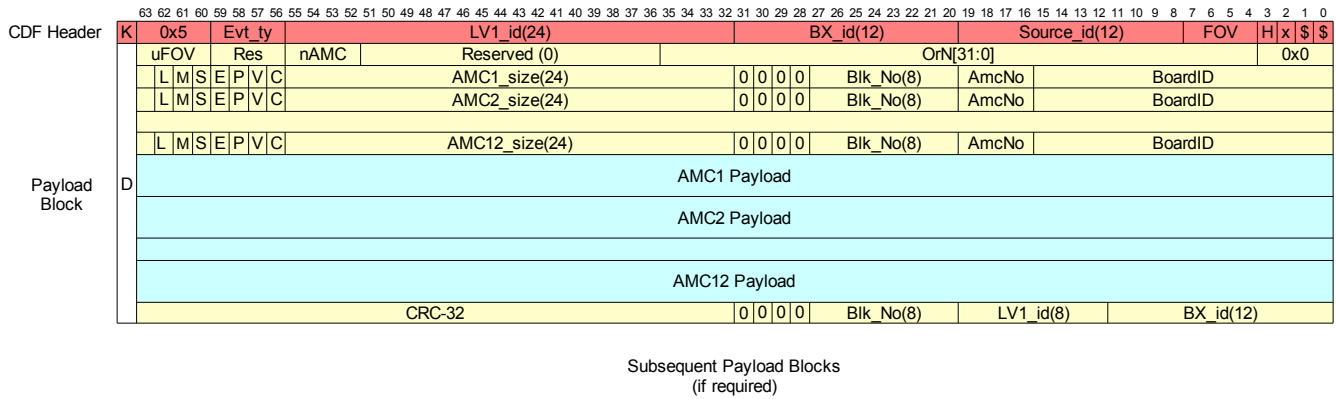 63 62 61 60 59 58 57 56 55 54 53 52 51 50 49 48 47 46 45 44 43 42 41 40 39 38 37 36 35 34 33 32 31 30 29 28 27 26 25 24 23 22 21 20 19 18 17 16 15 14 13 12 11 10 9 8 7 6 5 4 3 2 1 0
CDF Header K 0x5 Evt_ty LV1_id(24) BX_id(12) Source_id(12) FOV H x $ $
uFOV Res nAMC Reserved (0) OrN[31:0] 0x0
L M S E P V C AMC1_size(24) 0 0 0 0 Blk_No(8) AmcNo BoardID
L M S E P V C AMC2_size(24) 0 0 0 0 Blk_No(8) AmcNo BoardID
L M S E P V C AMC12_size(24) 0 0 0 0 Blk_No(8) AmcNo BoardID
AMC1 Payload
Payload
Block
D
AMC2 Payload
AMC12 Payload
CRC-32 0 0 0 0 Blk_No(8) LV1_id(8) BX_id(12)
Subsequent Payload Blocks
(if required)